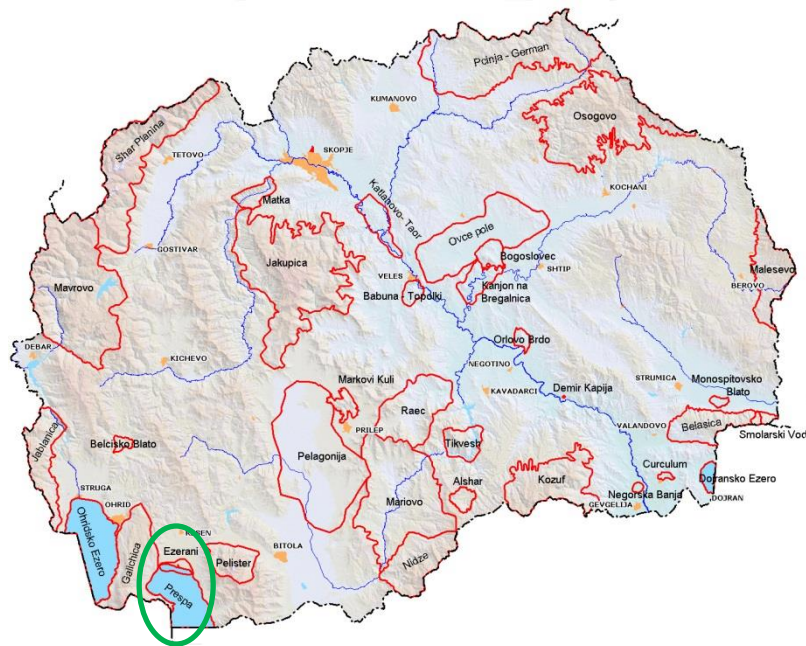 Pcinja - German
KUMANOVO
Osogovo
Shar Planina
TETOVO
SKOPJE
KOCHANI
Matka
Katlahovo- Taor
Ovce pole
GOSTIVAR
Jakupica
Bogoslovec
SHTIP
Malesevo
VELES
Mavrovo
Babuna - Topolki
Kanjon na
Bregalnica
BEROVO
DEBAR
Orlovo Brdo
KICHEVO
NEGOTINO
Markovi Kuli
STRUMICA
Monospitovsko
Blato
Raec
KAVADARCI
Demir Kapija
PRILEP
VALANDOVO
Belasica
Smolarski Vod
Jablanica
Belcisko Blato
Pelagonija
Tikvesh
Curculum
Dojransko Ezero
STRUGA
Alshar
Kozuf
Negorska Banja
DOJRAN
OHRID
Mariovo
GEVGELIJA
Ohridsko Ezero
Galichica
RESEN
Ezerani
BITOLA
Pelister
Nidze
Prespa